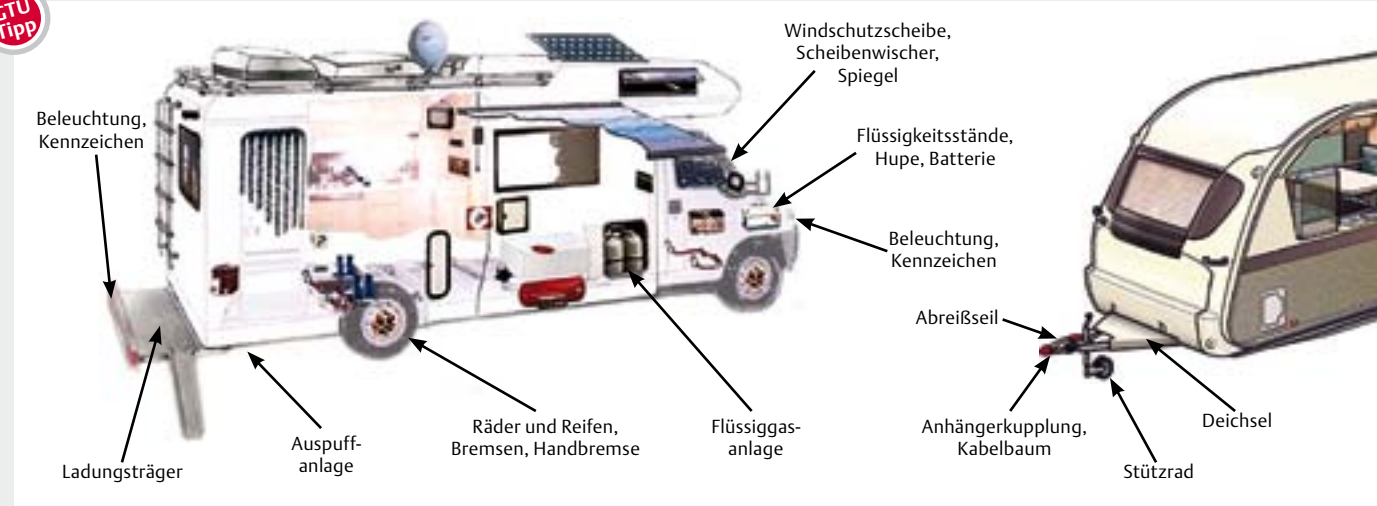 GTÜ
Tipp
Windschutzscheibe,
Scheibenwischer,
Spiegel
Beleuchtung,
Kennzeichen
Flüssigkeitsstände,
Hupe, Batterie
Beleuchtung,
Kennzeichen
Abreißseil
Ladungsträger
Auspuff-
anlage
Räder und Reifen,
Bremsen, Handbremse
Flüssiggas-
anlage
Anhängerkupplung,
Kabelbaum
Stützrad
Deichsel